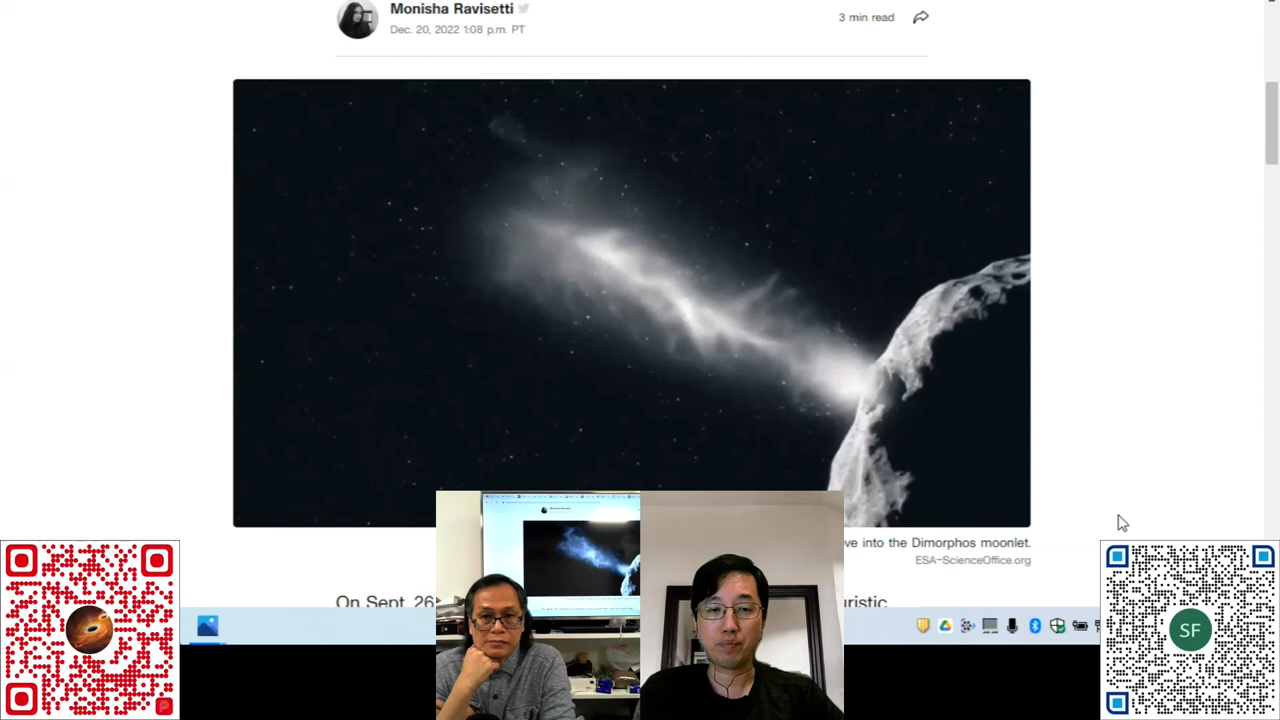 Monisha Ravisetti
Dec. 20, 2022 1:08 p.m. PT
3 min read
ve into the Dimorphos moonlet.
ESA-ScienceOffice.org
On Sept. 26
uristic
SF